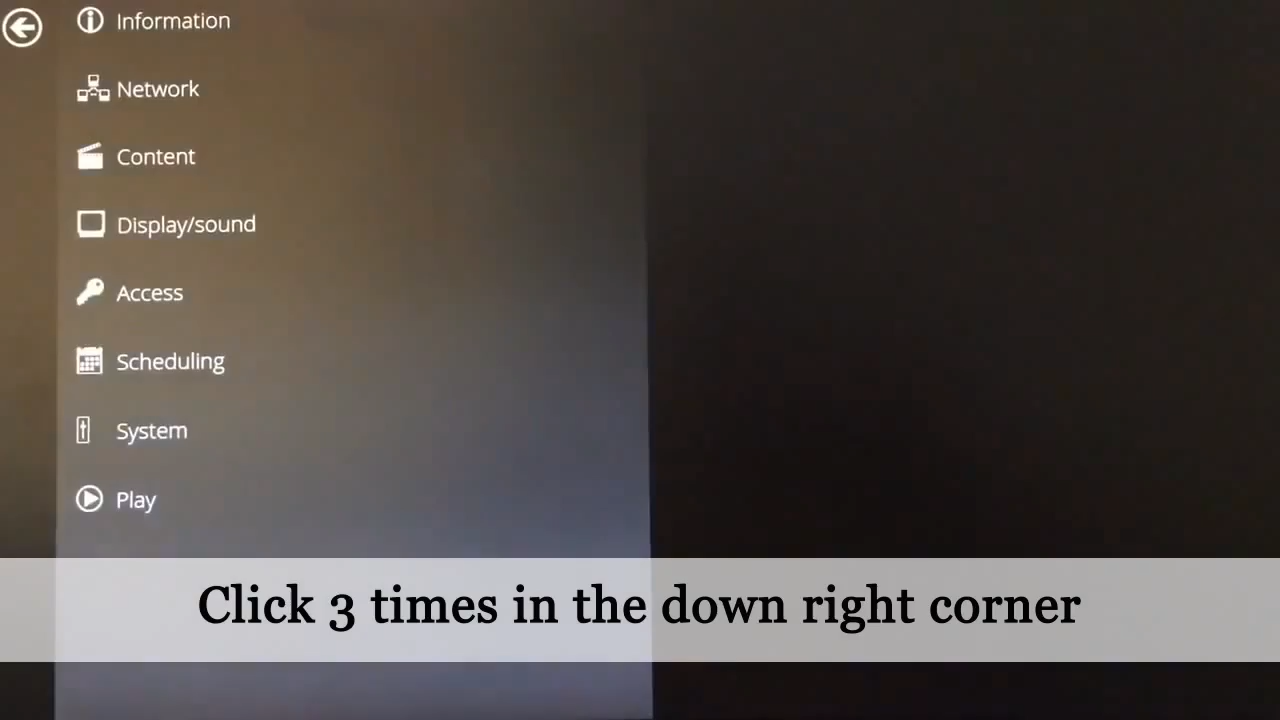 Information
Network
Content
Display/sound
Access
Scheduling
System
Play
Click 3 times in the down right corner